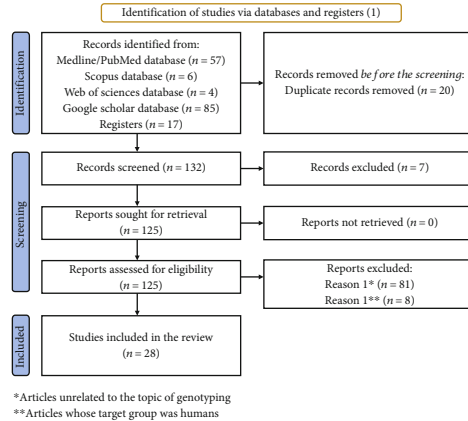 Identification of studies via databases and registers (1)
Identification
Records identified from:
Medline/PubMed database (n = 57)
Scopus database (n = 6)
Web of sciences database (n = 4)
Google scholar database (n = 85)
Registers (n = 17)
Records removed before the screening:
Duplicate records removed (n = 20)
Screening
Records screened (n = 132)
Records excluded (n = 7)
Reports sought for retrieval
(n = 125)
Reports not retrieved (n = 0)
Reports assessed for eligibility
(n = 125)
Reports excluded:
Reason 1* (n = 81)
Reason 1** (n = 8)
Included
Studies included in the review
(n = 28)
*Articles unrelated to the topic of genotyping
**Articles whose target group was humans